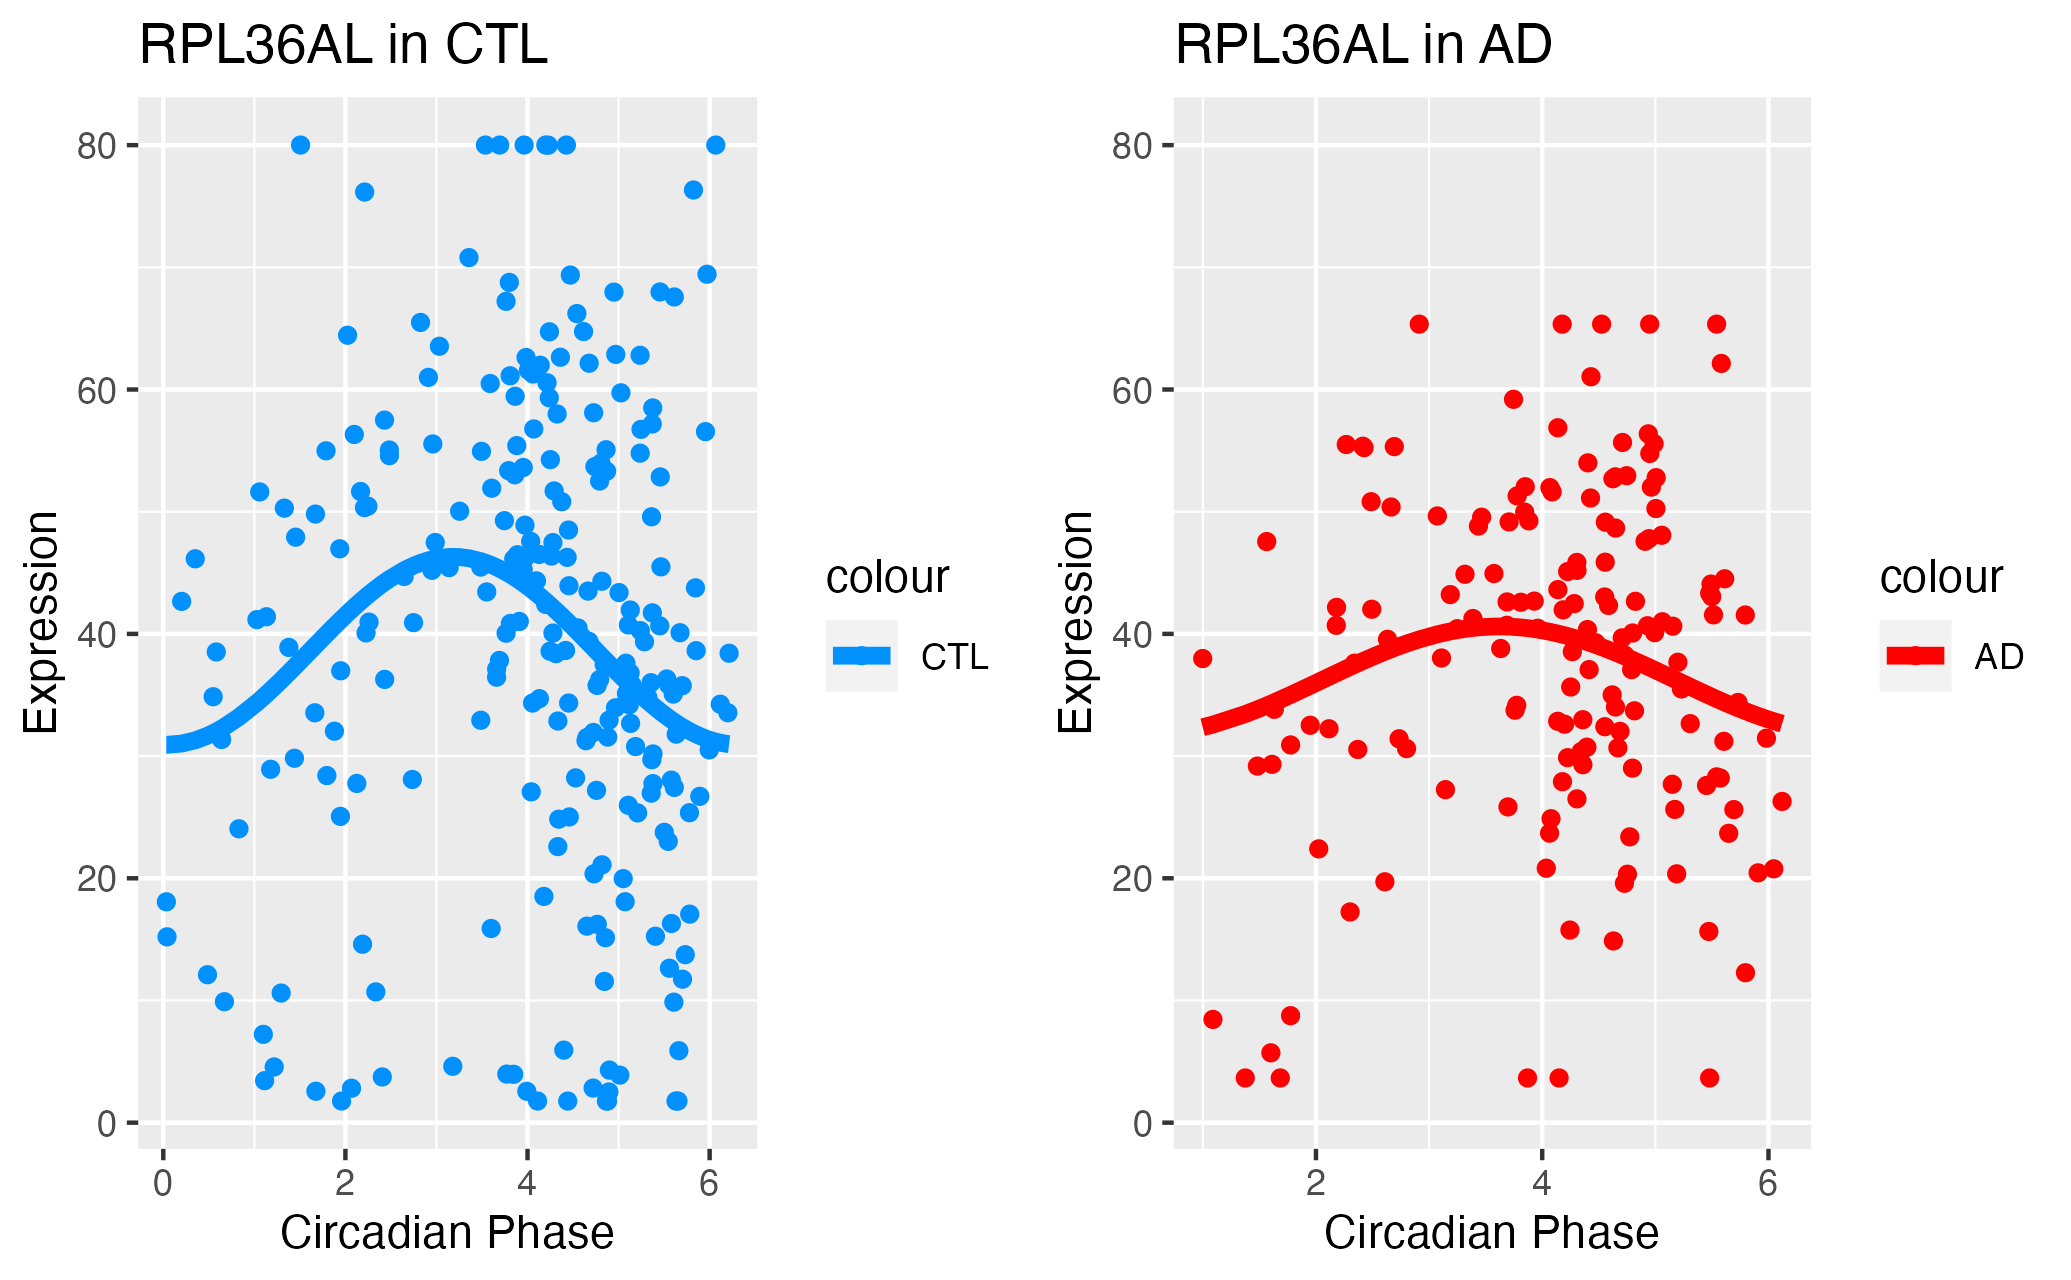 RPL36AL in CTL
80
60
40
20
0
Expression
0 2 4 6
Circadian Phase
colour
CTL
RPL36AL in AD
80
60
40
20
0
Expression
2 4 6
Circadian Phase
colour
AD